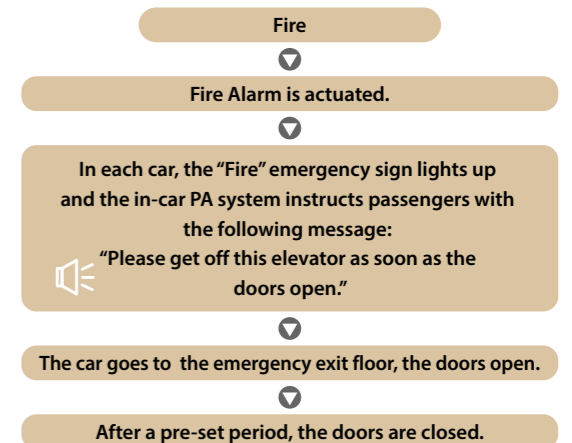 Fire
Fire Alarm is actuated.
In each car, the “Fire” emergency sign lights up
and the in-car PA system instructs passengers with
the following message:
“Please get off this elevator as soon as the
doors open.”
The car goes to the emergency exit floor, the doors open.
After a pre-set period, the doors are closed.